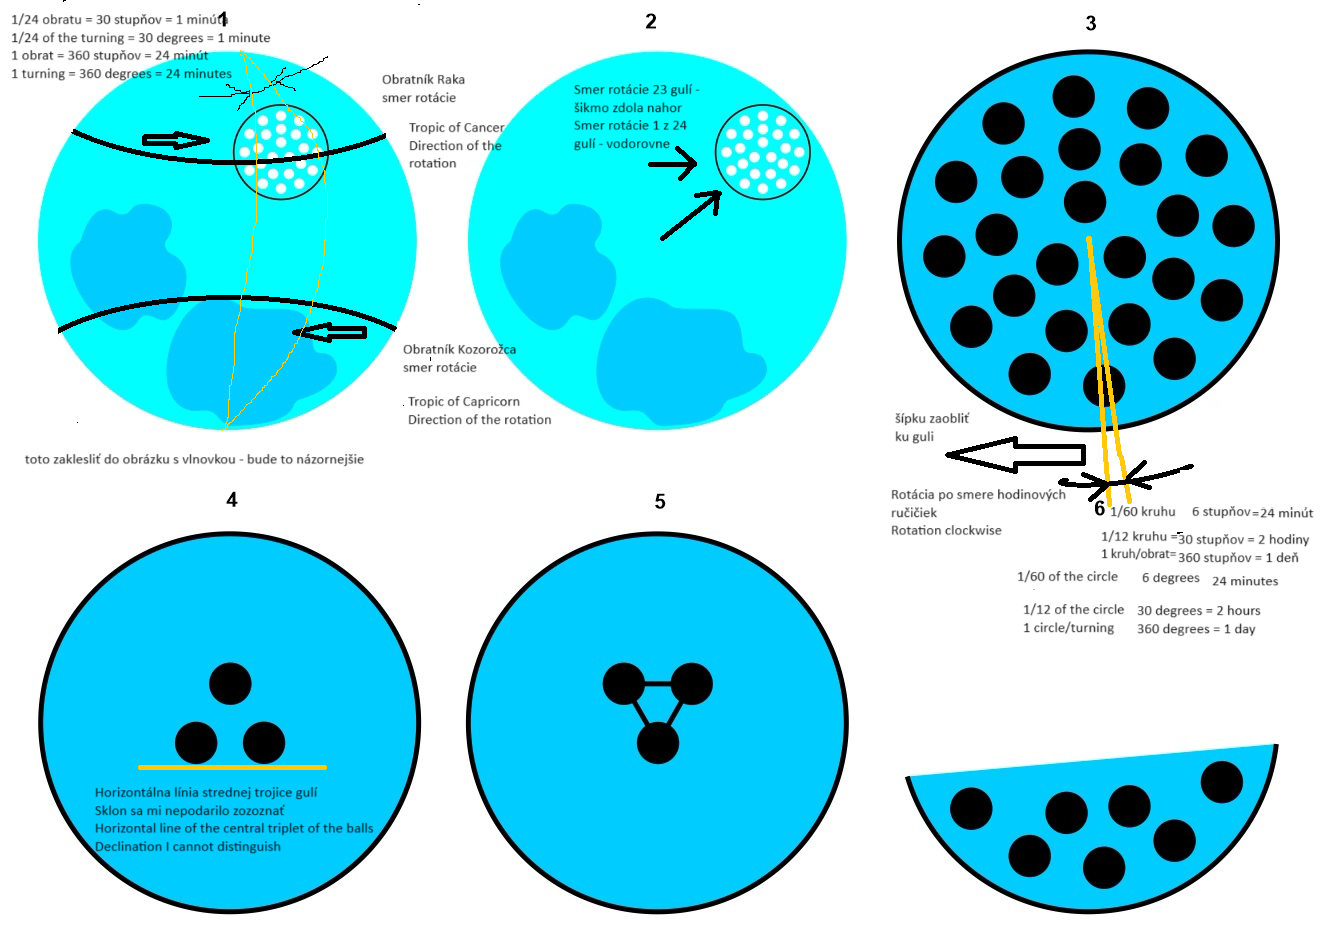 1
1/24 obratu = 30 stupňov = 1 minúta
1/24 of the turning = 30 degrees = 1 minute
1 obrat = 360 stupňov = 24 minút
1 turning = 360 degrees = 24 minutes
Obratník Raka
smer rotácie
Tropic of Cancer
Direction of the
rotation
Obratník Kozorožca
smer rotácie
Tropic of Capricorn
Direction of the rotation
toto zaklesliť do obrázku s vlnovkou - bude to názornejšie
2
Smer rotácie 23 gulí -
šikmo zdola nahor
Smer rotácie 1 z 24
gulí - vodorovne
3
šípku zaobliť
ku guli
Rotácia po smere hodinových
ručičiek
Rotation clockwise
4
Horizontálna línia strednej trojice gulí
Sklon sa mi nepodarilo zozoznať
Horizontal line of the central triplet of the balls
Declination I cannot distinguish
5
6
1/60 kruhu 6 stupňov = 24 minút
1/12 kruhu = 30 stupňov = 2 hodiny
1 kruh/obrat= 360 stupňov = 1 deň
1/60 of the circle 6 degrees 24 minutes
1/12 of the circle 30 degrees = 2 hours
1 circle/turning 360 degrees = 1 day